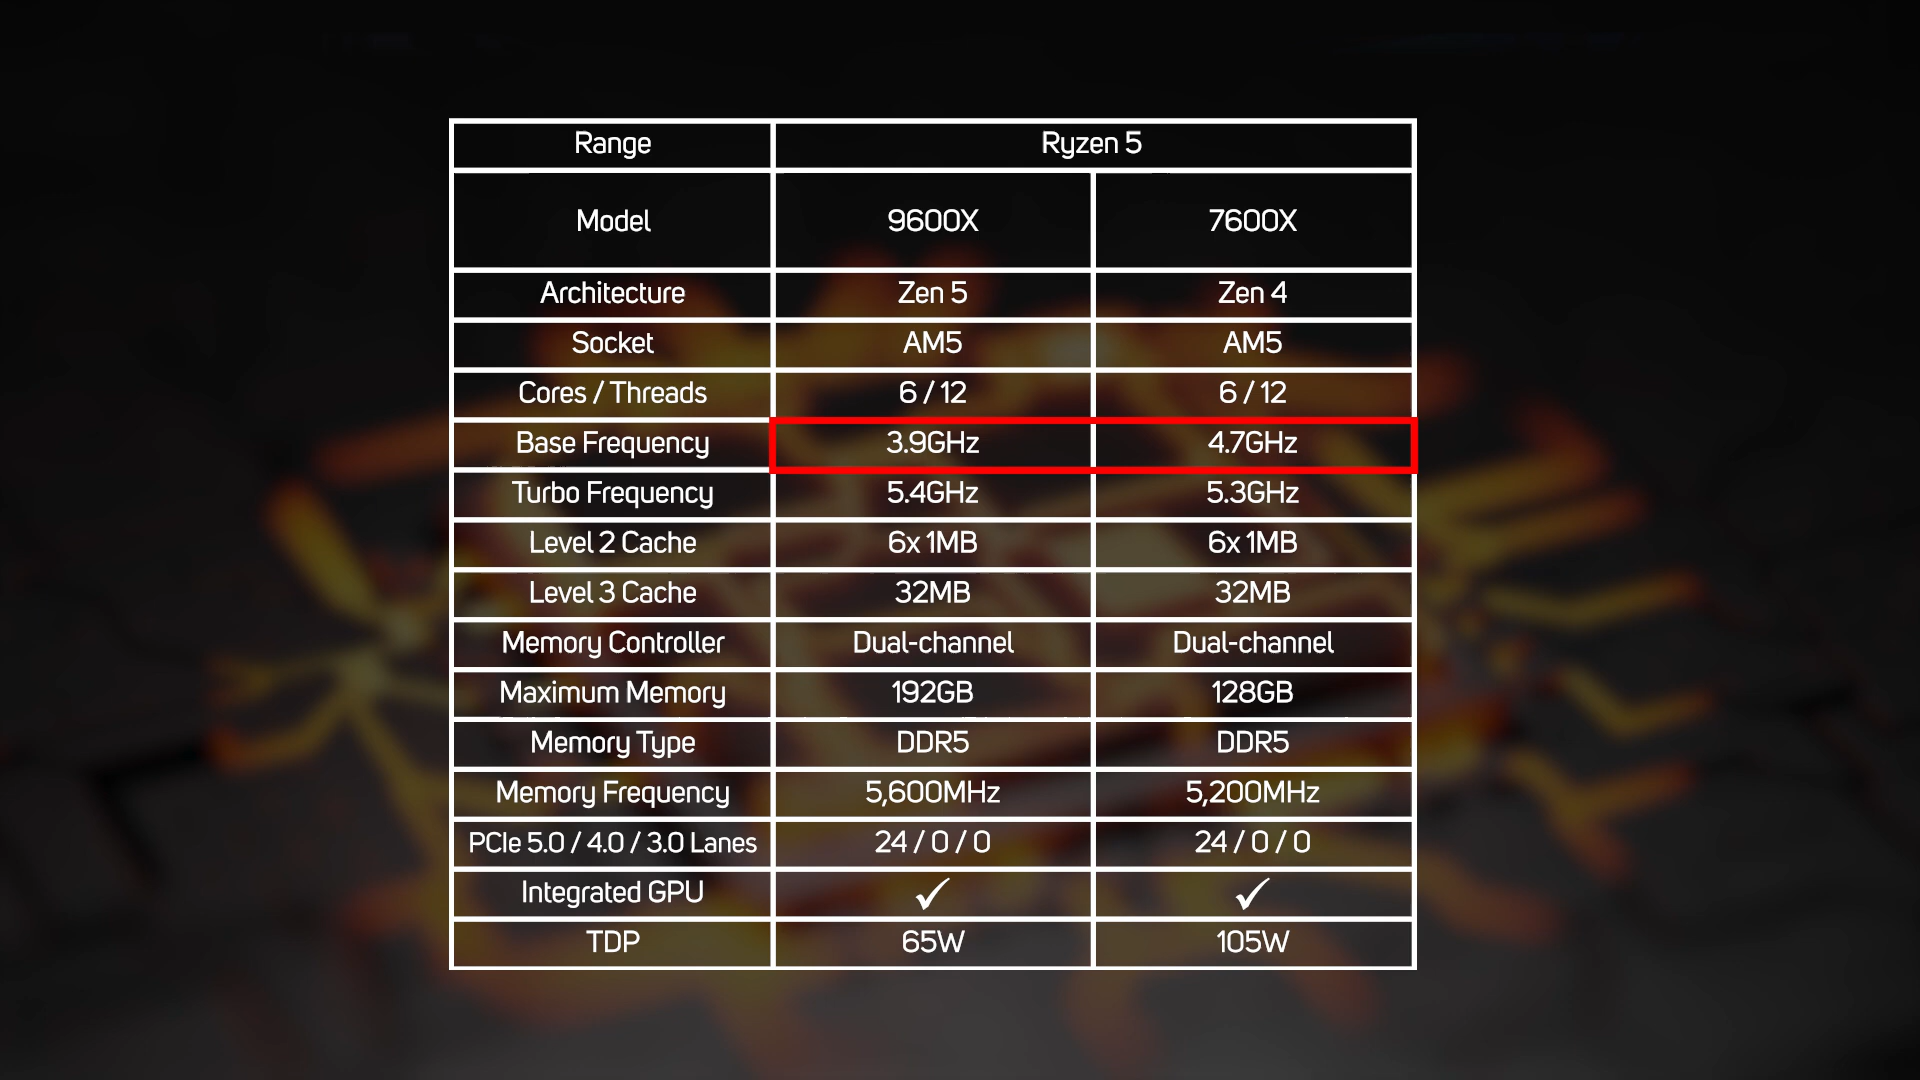 Range Ryzen 5
Model 9600X 7600X
Architecture Zen 5 Zen 4
Socket AM5 AM5
Cores / Threads 6 / 12 6 / 12
Base Frequency 3.9GHz 4.7GHz
Turbo Frequency 5.4GHz 5.3GHz
Level 2 Cache 6x 1MB 6x 1MB
Level 3 Cache 32MB 32MB
Memory Controller Dual-channel Dual-channel
Maximum Memory 192GB 128GB
Memory Type DDR5 DDR5
Memory Frequency 5,600MHz 5,200MHz
PCIe 5.0 / 4.0 / 3.0 Lanes 24 / 0 / 0 24 / 0 / 0
Integrated GPU ✓ ✓
TDP 65W 105W